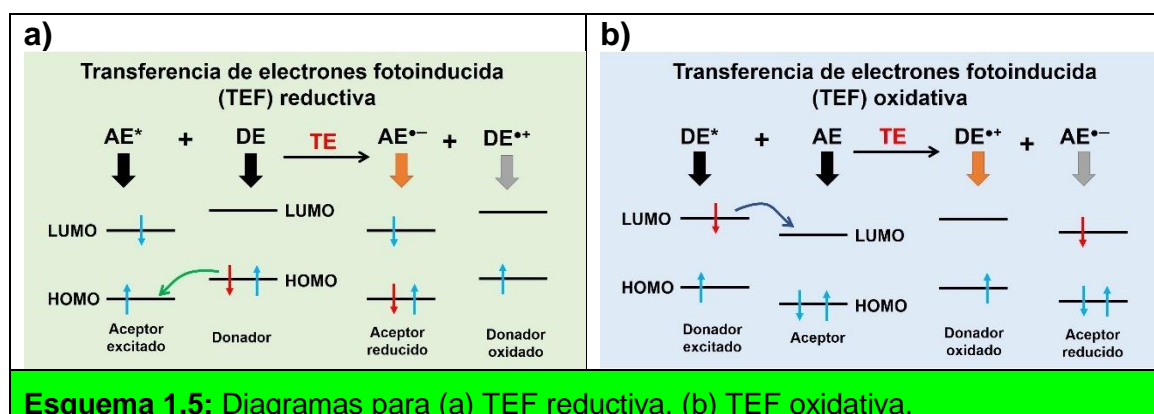 a)
Transferencia de electrones fotoinducida
(TEF) reductiva
AE* + DE TE AE•− + DE•+
LUMO
LUMO
HOMO
HOMO
Aceptor
excitado
Donador
Aceptor
reducido
Donador
oxidado
b)
Transferencia de electrones fotoinducida
(TEF) oxidativa
DE* + AE TE DE•+ + AE•−
LUMO
LUMO
HOMO
HOMO
Donador
excitado
Aceptor
Donador
oxidado
Aceptor
reducido
Esquema 1.5: Diagramas para (a) TEF reductiva, (b) TEF oxidativa.